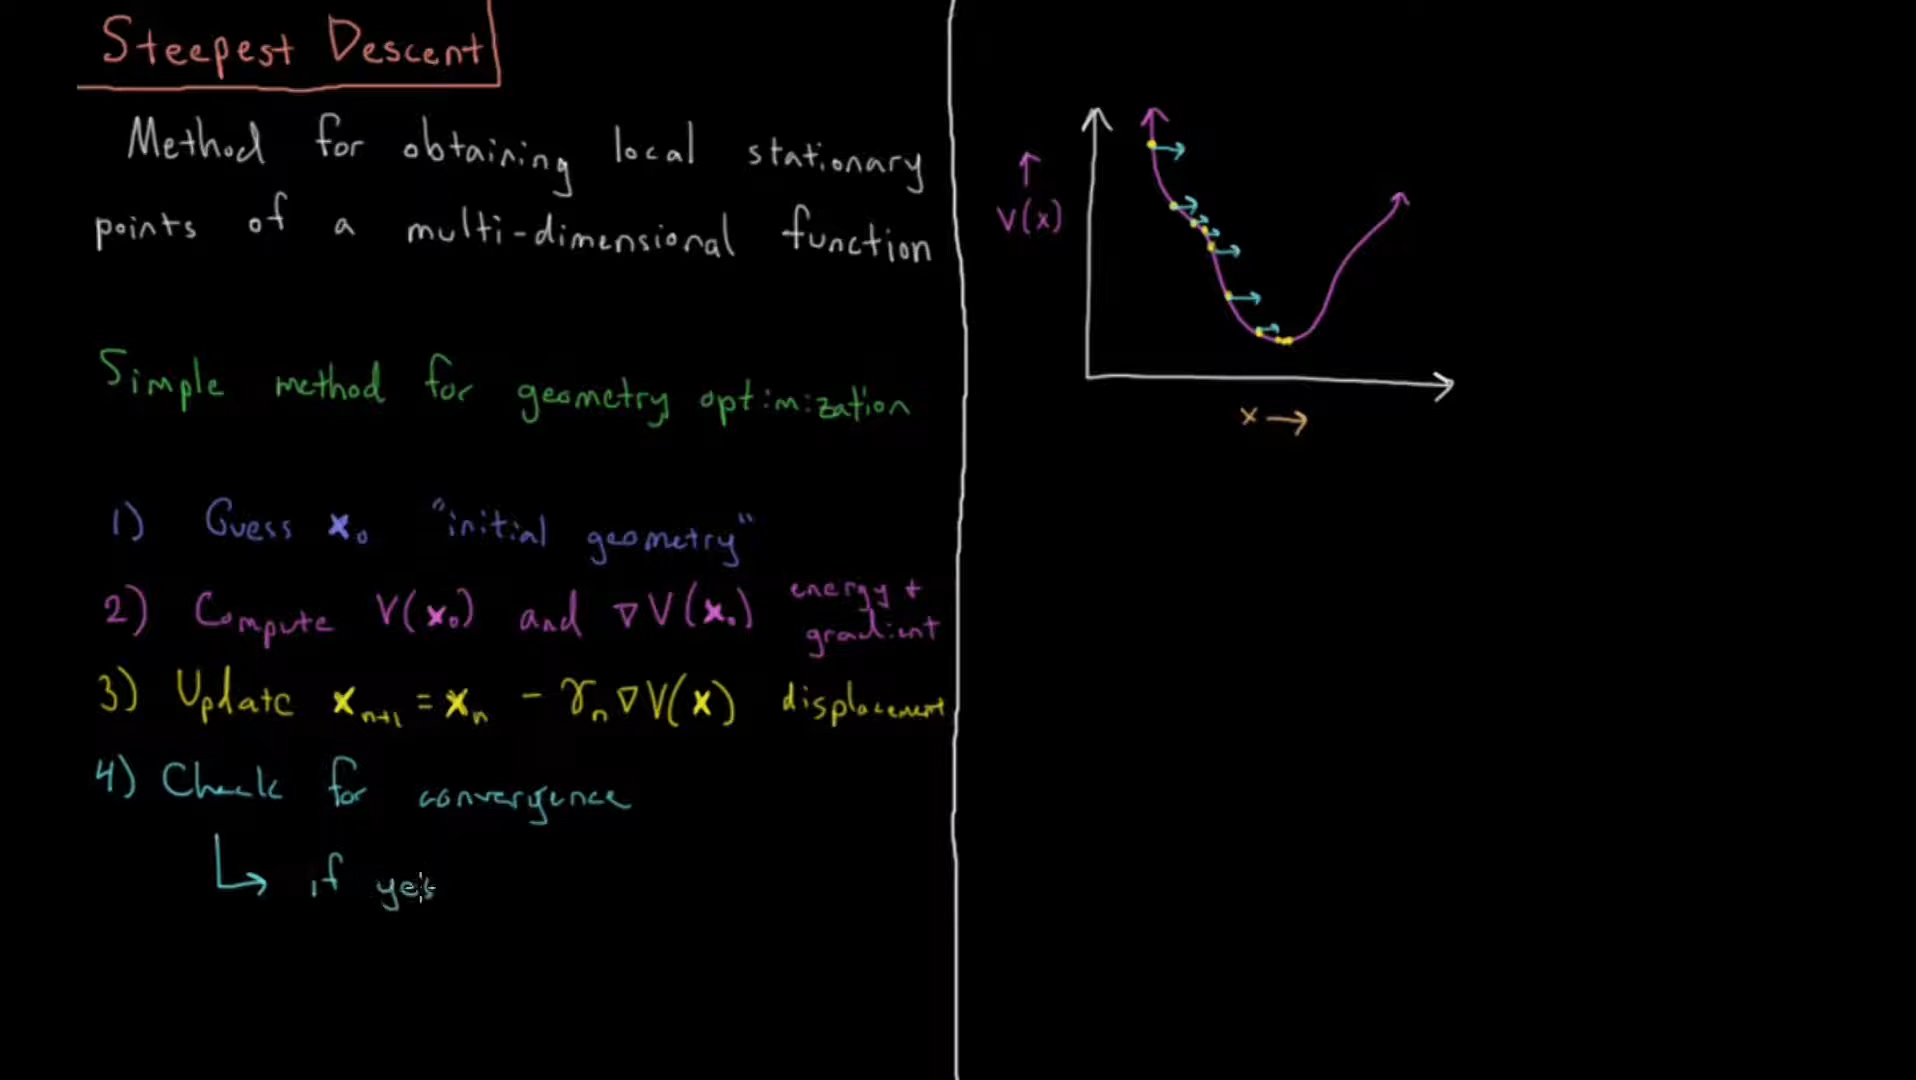 Steepest Descent
Method for obtaining local stationary
points of a multi-dimensional function
Simple method for geometry optimization
1) Guess x₀ "initial geometry"
2) Compute V(x₀) and ∇V(x₀) energy + gradient
3) Update xₙ₊₁ = xₙ - γₙ∇V(x) displacement
4) Check for convergence
↳ if yes
↑
V(x)
x →